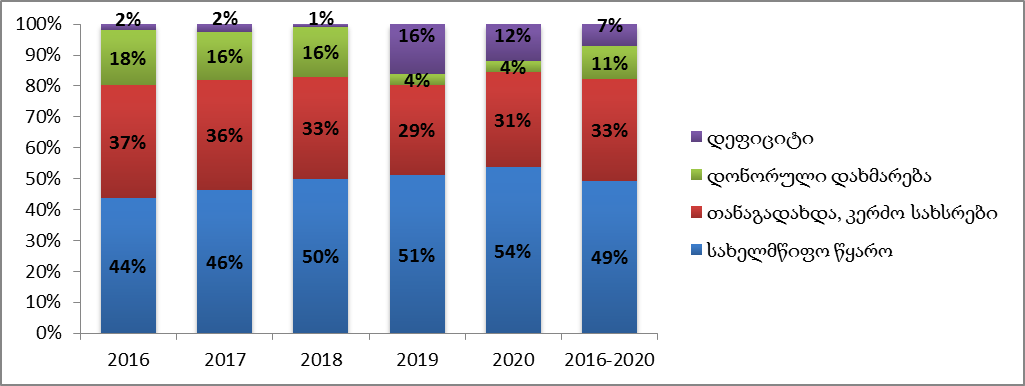 100%
90%
80%
70%
60%
50%
40%
30%
20%
10%
0%
2% 2% 1% 16% 12% 7%
18% 16% 16% 4% 4% 11%
37% 36% 33% 29% 31% 33%
44% 46% 50% 51% 54% 49%
2016 2017 2018 2019 2020 2016-2020
დეფიციტი
დონორული დახმარება
თანაგადახდა, კერძო სახსრები
სახელმწიფო წყარო